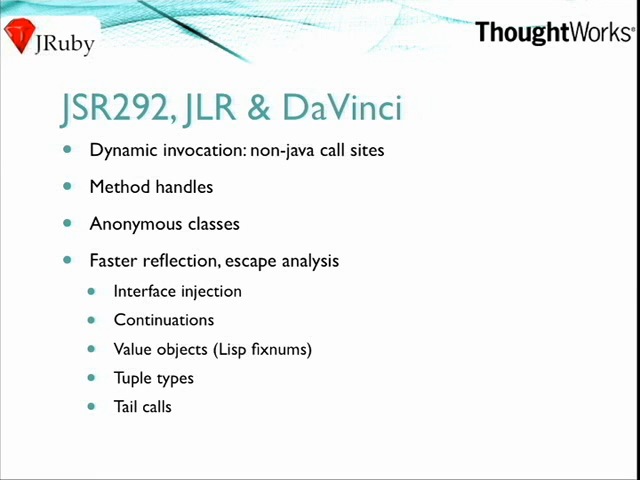 JRuby
ThoughtWorks®
JSR292, JLR & DaVinci
Dynamic invocation: non-java call sites
Method handles
Anonymous classes
Faster reflection, escape analysis
Interface injection
Continuations
Value objects (Lisp fixnums)
Tuple types
Tail calls